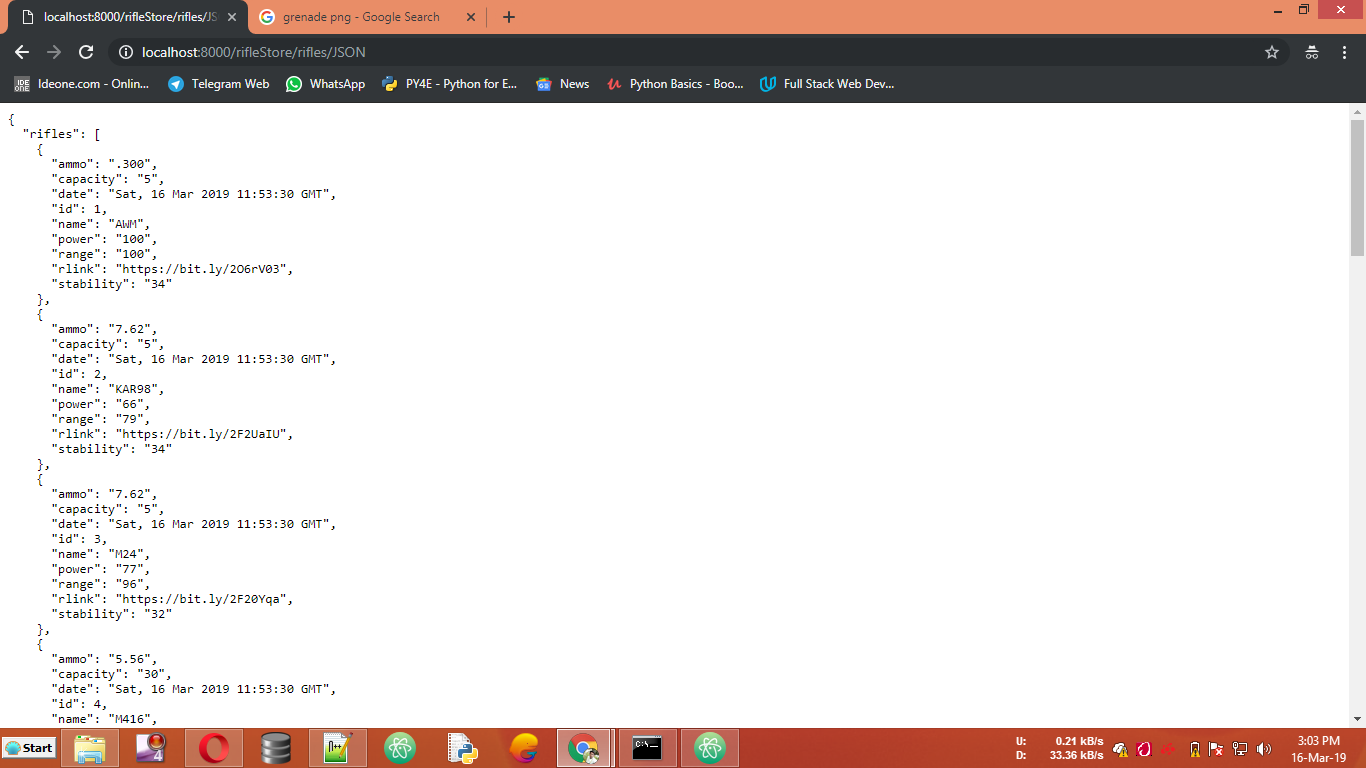 localhost:8000/rifleStore/rifles/JS
grenade png - Google Search
localhost:8000/rifleStore/rifles/JSON
IDE ONE
Ideone.com - Onlin...
Telegram Web
WhatsApp
PY4E - Python for E...
News
Python Basics - Boo...
Full Stack Web Dev...
{
"rifles": [
{
"ammo": ".300",
"capacity": "5",
"date": "Sat, 16 Mar 2019 11:53:30 GMT",
"id": 1,
"name": "AWM",
"power": "100",
"range": "100",
"rlink": "https://bit.ly/2O6rV03",
"stability": "34"
},
{
"ammo": "7.62",
"capacity": "5",
"date": "Sat, 16 Mar 2019 11:53:30 GMT",
"id": 2,
"name": "KAR98",
"power": "66",
"range": "79",
"rlink": "https://bit.ly/2F2UaIU",
"stability": "34"
},
{
"ammo": "7.62",
"capacity": "5",
"date": "Sat, 16 Mar 2019 11:53:30 GMT",
"id": 3,
"name": "M24",
"power": "77",
"range": "96",
"rlink": "https://bit.ly/2F20Yqa",
"stability": "32"
},
{
"ammo": "5.56",
"capacity": "30",
"date": "Sat, 16 Mar 2019 11:53:30 GMT",
"id": 4,
"name": "M416",
Start
4
C:\._
U: 0.21 kB/s
D: 33.36 kB/s
3:03 PM
16-Mar-19